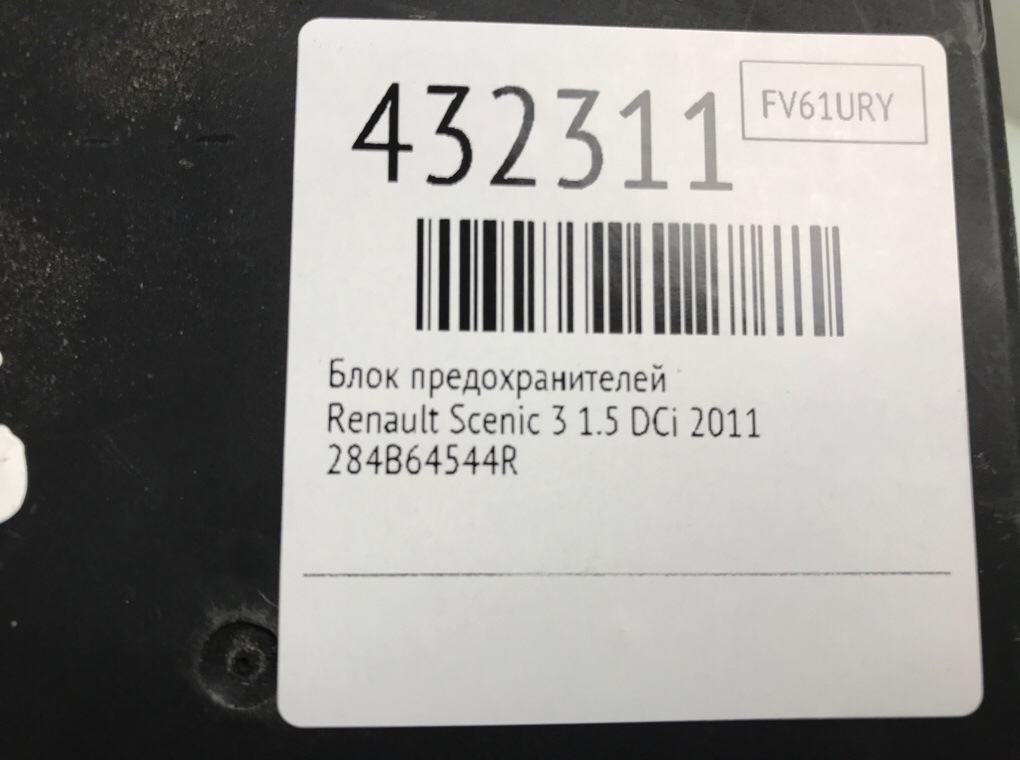 432311
FV61URY
Блок предохранителей
Renault Scenic 3 1.5 DCi 2011
284B64544R